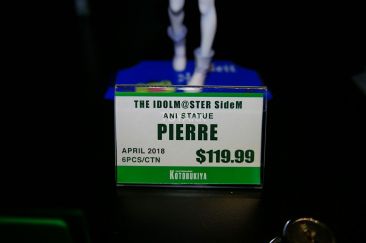 THE IDOLM@STER SideM
ANI STATUE
PIERRE
APRIL 2018
6PCS/CTN
$119.99
KOTOBUKIYA